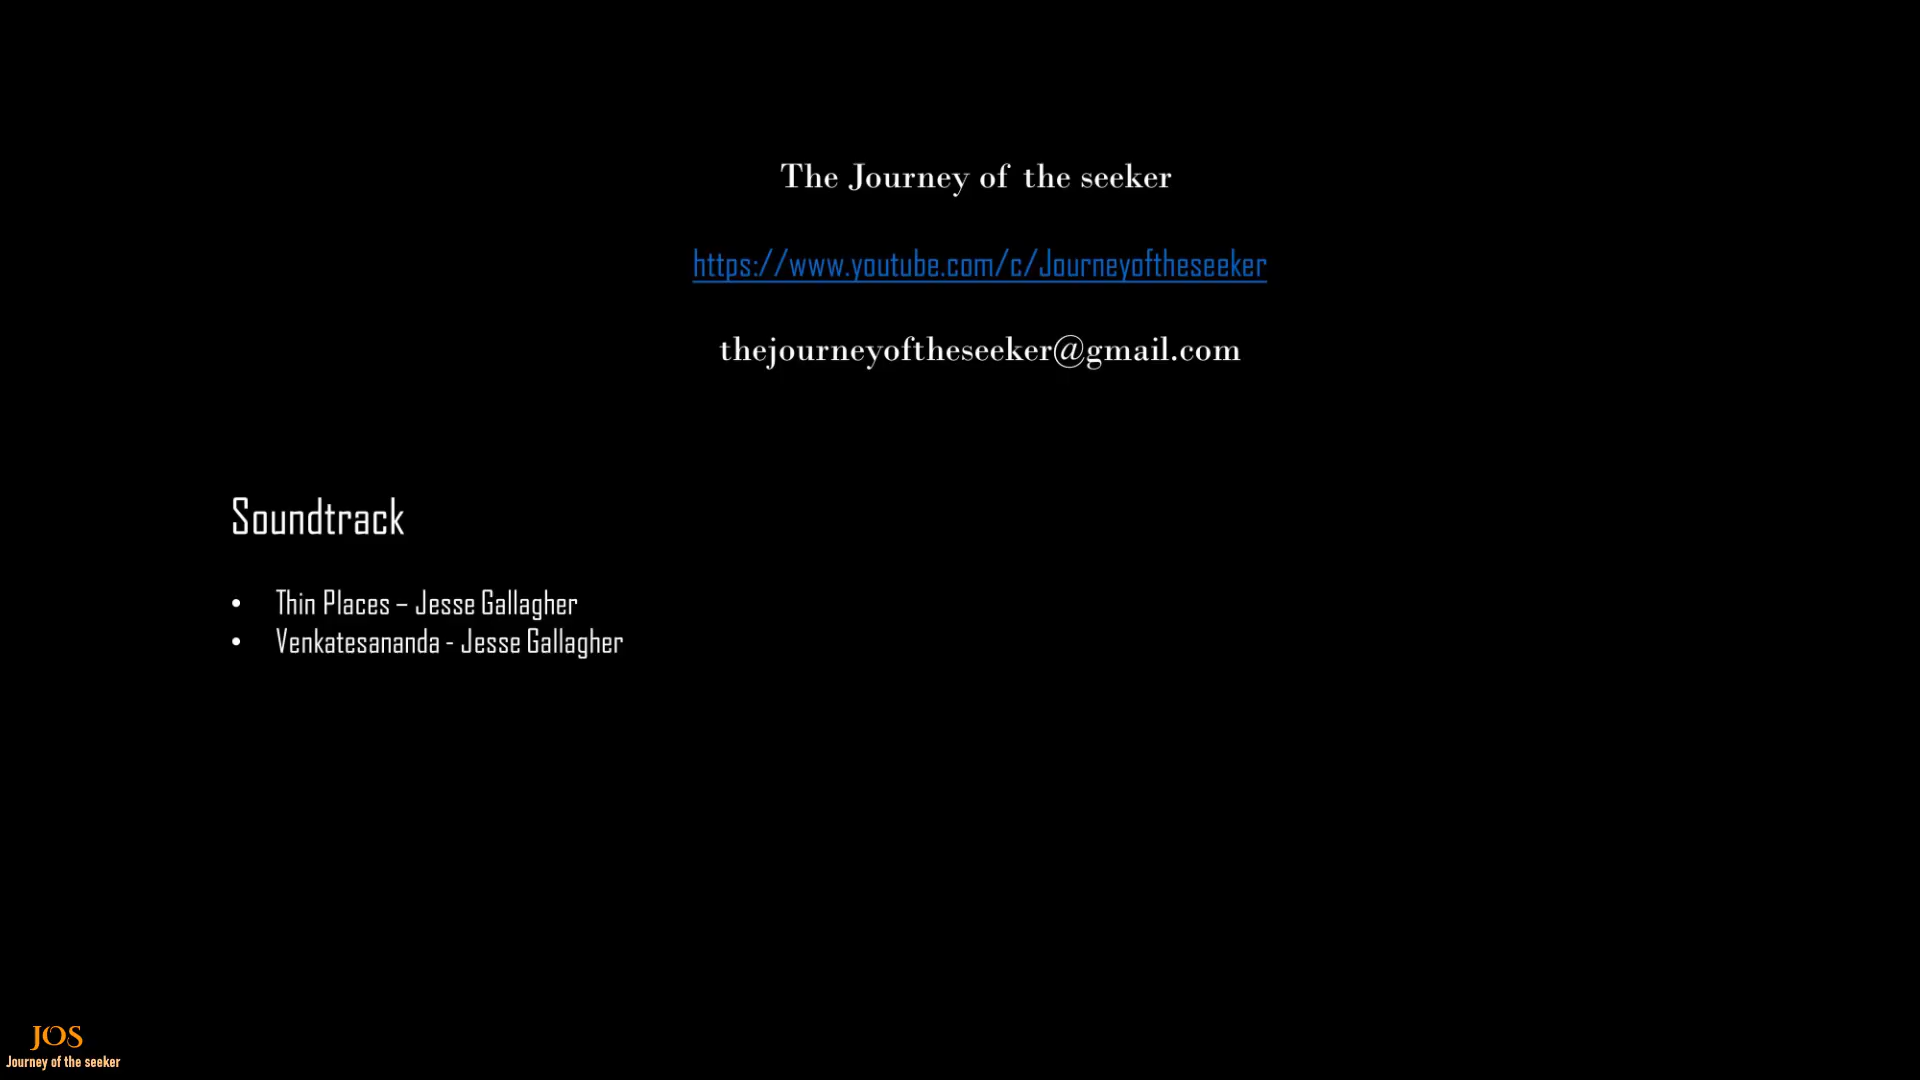 The Journey of the seeker
https://www.youtube.com/c/Journeyoftheseeker
thejourneyoftheseeker@gmail.com
Soundtrack
• Thin Places – Jesse Gallagher
• Venkatesananda - Jesse Gallagher
JOS
Journey of the seeker